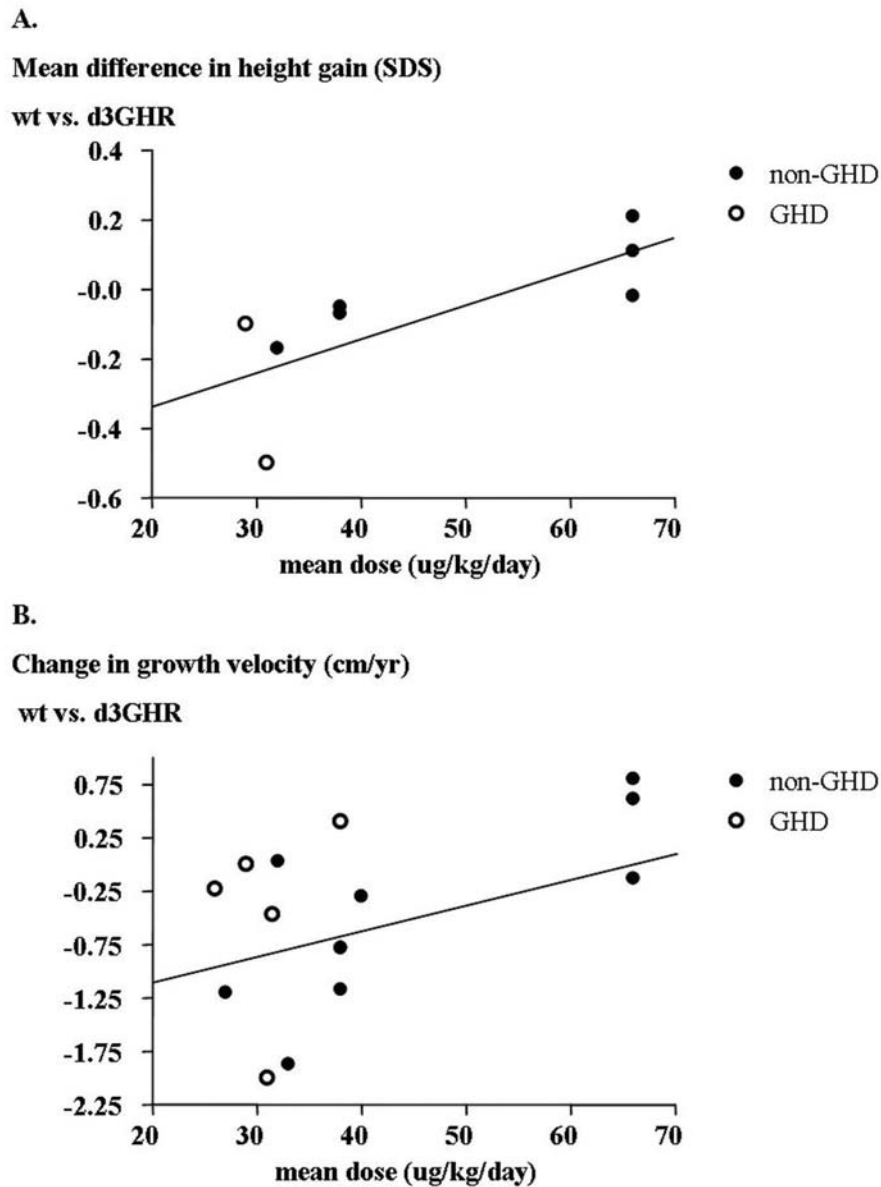 A.
Mean difference in height gain (SDS)
wt vs. d3GHR
0.4
0.2
-0.0
-0.2
-0.4
-0.6
20 30 40 50 60 70
mean dose (ug/kg/day)
non-GHD
GHD
B.
Change in growth velocity (cm/yr)
wt vs. d3GHR
0.75
0.25
-0.25
-0.75
-1.25
-1.75
-2.25
20 30 40 50 60 70
mean dose (ug/kg/day)
non-GHD
GHD